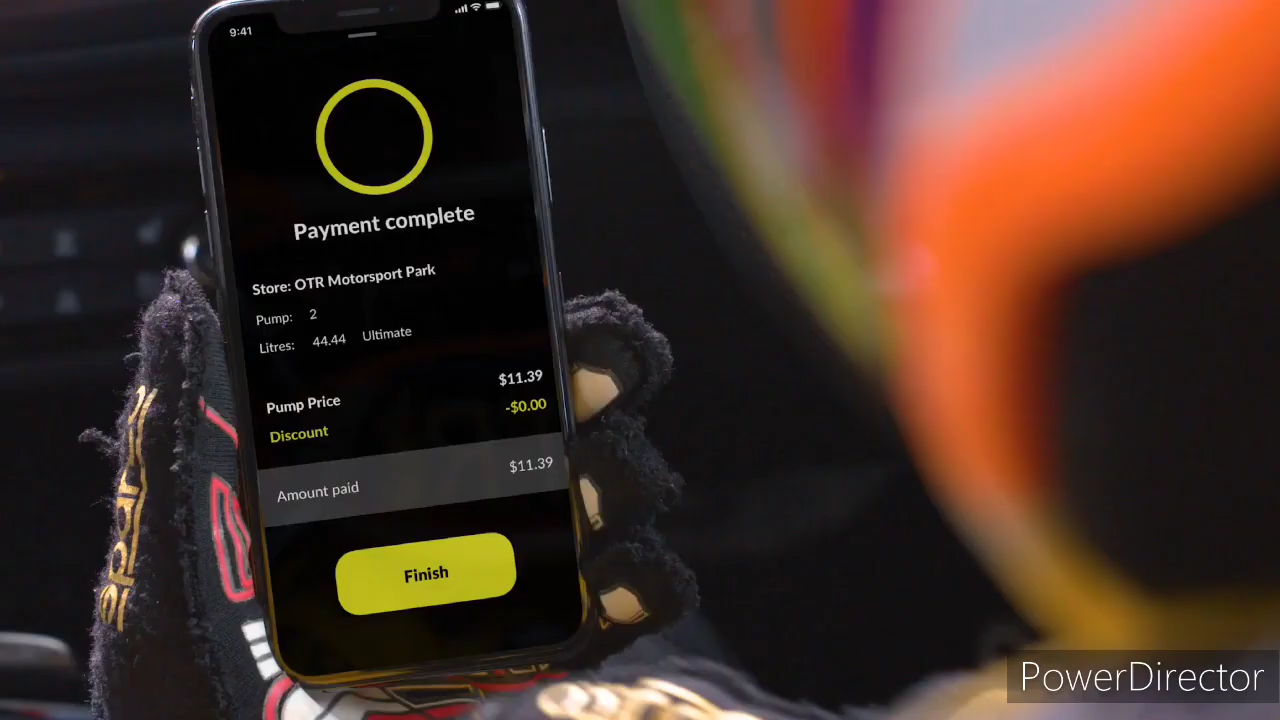 9:41
Payment complete
Store: OTR Motorsport Park
Pump: 2
Litres: 44.44 Ultimate
Pump Price $11.39
Discount -$0.00
Amount paid $11.39
Finish
PowerDirector